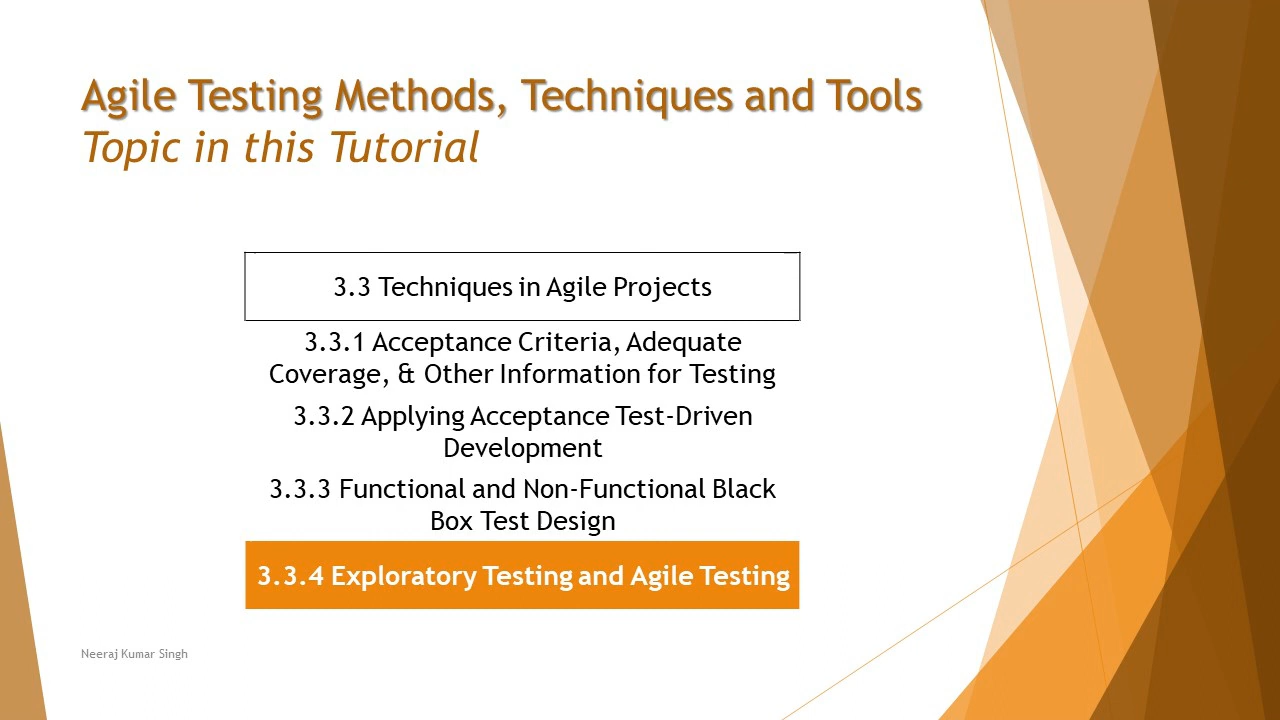 Agile Testing Methods, Techniques and Tools
Topic in this Tutorial
3.3 Techniques in Agile Projects
3.3.1 Acceptance Criteria, Adequate
Coverage, & Other Information for Testing
3.3.2 Applying Acceptance Test-Driven
Development
3.3.3 Functional and Non-Functional Black
Box Test Design
3.3.4 Exploratory Testing and Agile Testing
Neeraj Kumar Singh